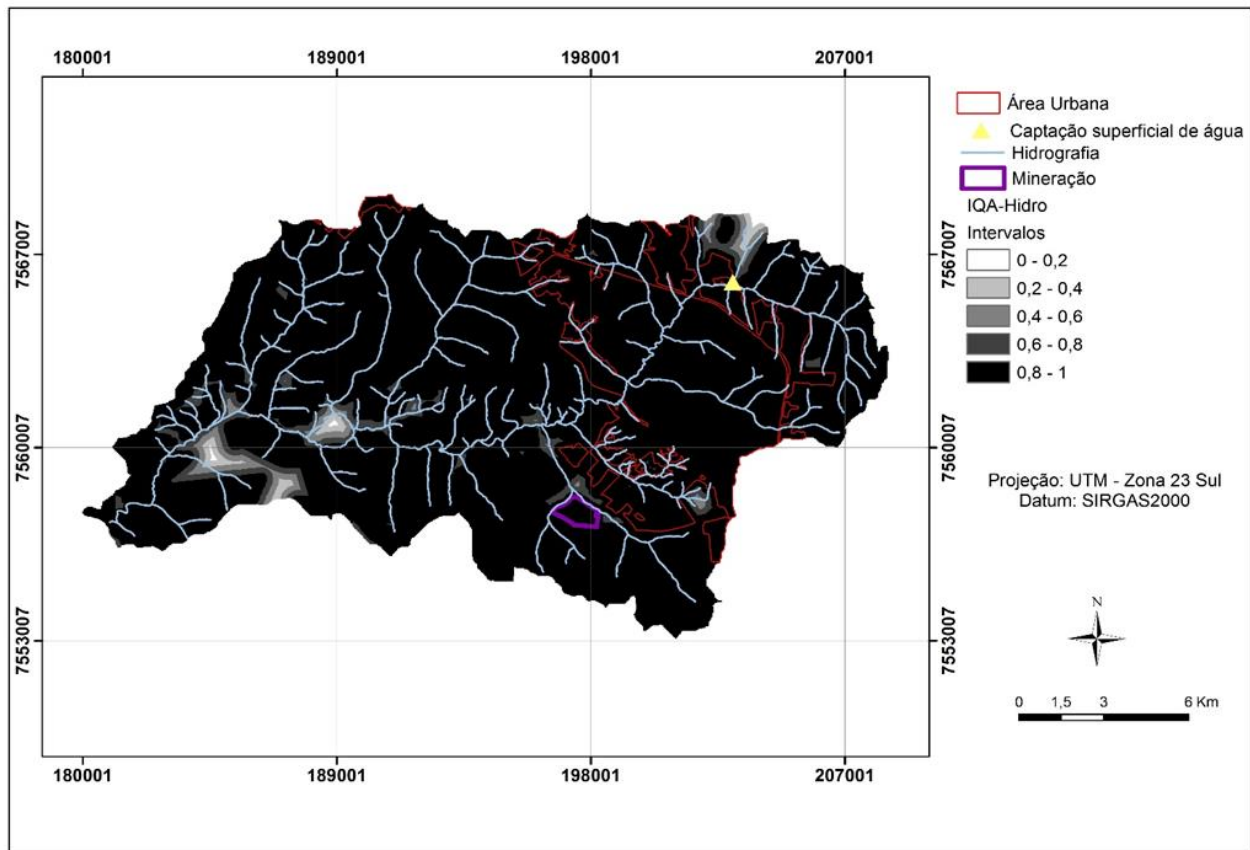 180001 189001 198001 207001
Área Urbana
Captação superficial de água
Hidrografia
Mineração
IQA-Hidro
Intervalos
0 - 0,2
0,2 - 0,4
0,4 - 0,6
0,6 - 0,8
0,8 - 1
7567007 7567007
7560007 7560007
Projeção: UTM - Zona 23 Sul
Datum: SIRGAS2000
N
7553007 7553007
0 1,5 3 6 Km
180001 189001 198001 207001